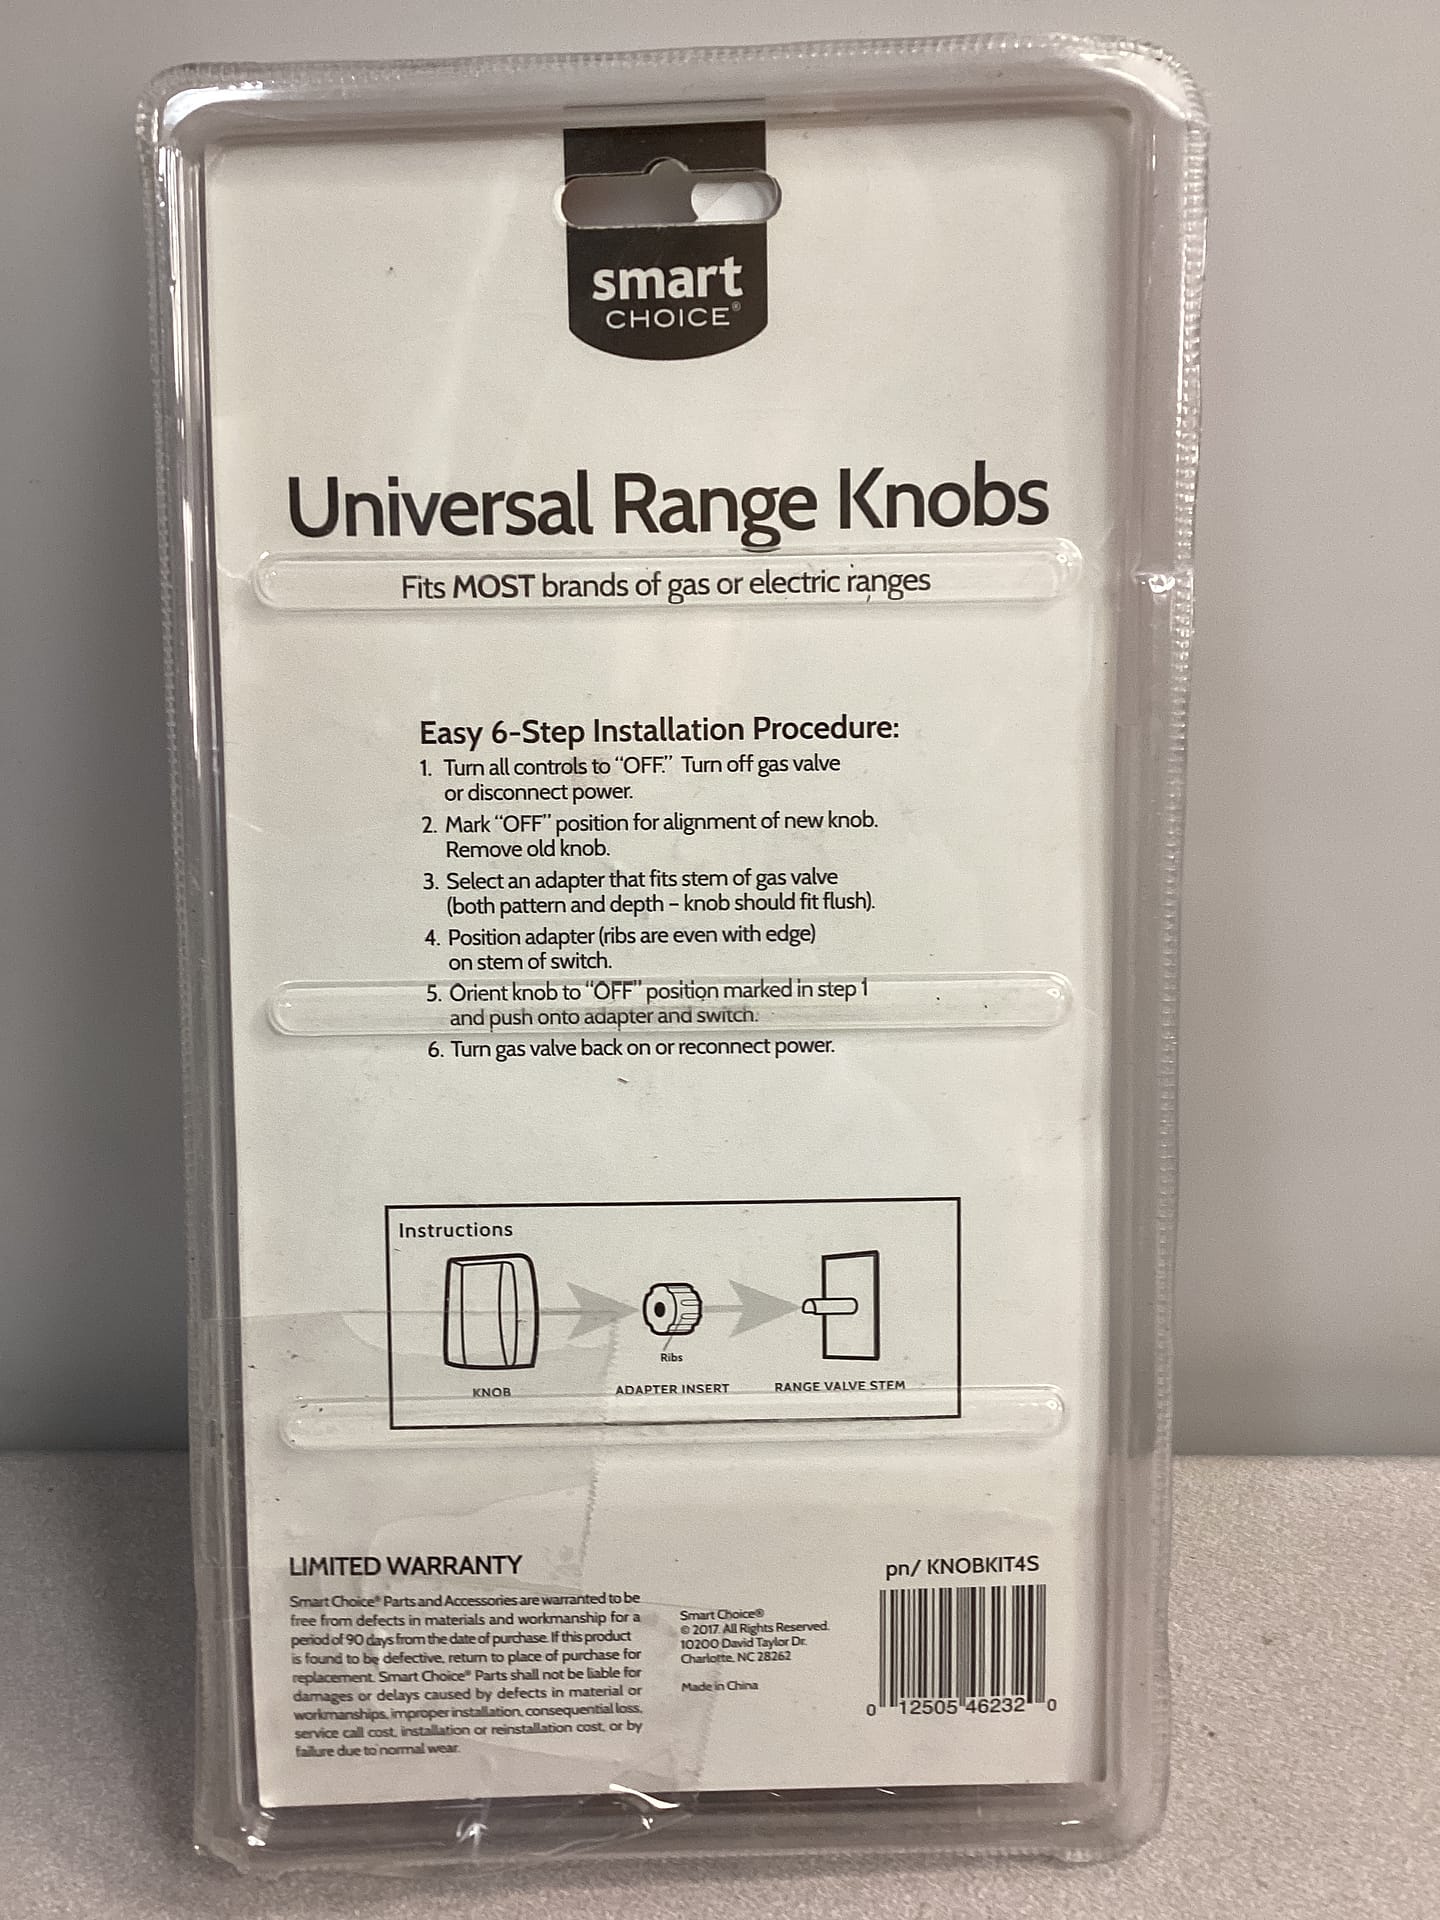 smart
CHOICE®
Universal Range Knobs
Fits MOST brands of gas or electric ranges
Easy 6-Step Installation Procedure:
1. Turn all controls to “OFF.” Turn off gas valve
or disconnect power.
2. Mark “OFF” position for alignment of new knob.
Remove old knob.
3. Select an adapter that fits stem of gas valve
(both pattern and depth – knob should fit flush).
4. Position adapter (ribs are even with edge)
on stem of switch.
5. Orient knob to “OFF” position marked in step 1
and push onto adapter and switch.
6. Turn gas valve back on or reconnect power.
Instructions
Ribs
KNOB
ADAPTER INSERT
RANGE VALVE STEM
LIMITED WARRANTY
Smart Choice® Parts and Accessories are warranted to be
free from defects in materials and workmanship for a
period of 90 days from the date of purchase. If this product
is found to be defective, return to place of purchase for
replacement. Smart Choice® Parts shall not be liable for
damages or delays caused by defects in material or
workmanships, improper installation, consequential loss,
service call cost, installation or reinstallation cost, or by
failure due to normal wear.
Smart Choice®
© 2017. All Rights Reserved.
10200 David Taylor Dr.
Charlotte, NC 28262
Made in China
pn/ KNOBKIT4S
0 12505 46232 0